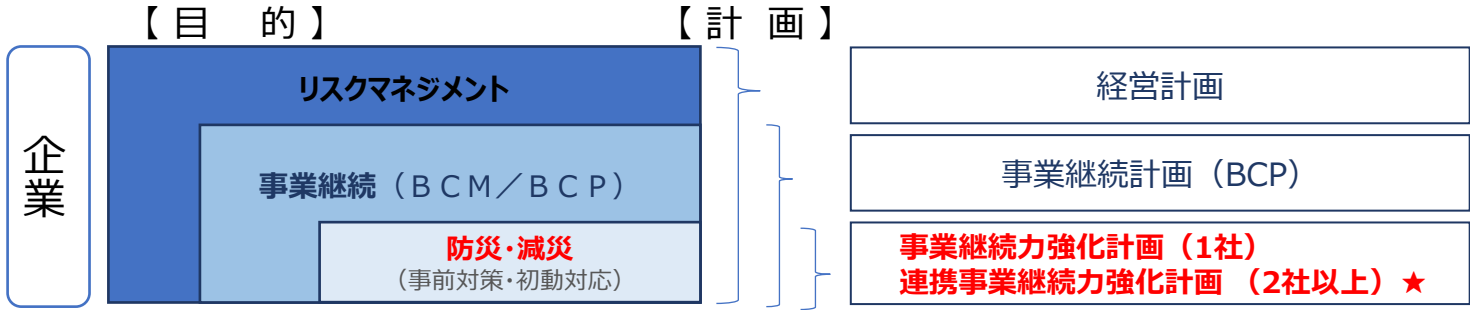 【 目　的 】
【 計 画 】
企業
リスクマネジメント
事業継続（ＢＣＭ／ＢＣＰ）
防災・減災
（事前対策・初動対応）
経営計画
事業継続計画（BCP）
事業継続力強化計画（1社）
連携事業継続力強化計画 （2社以上）★